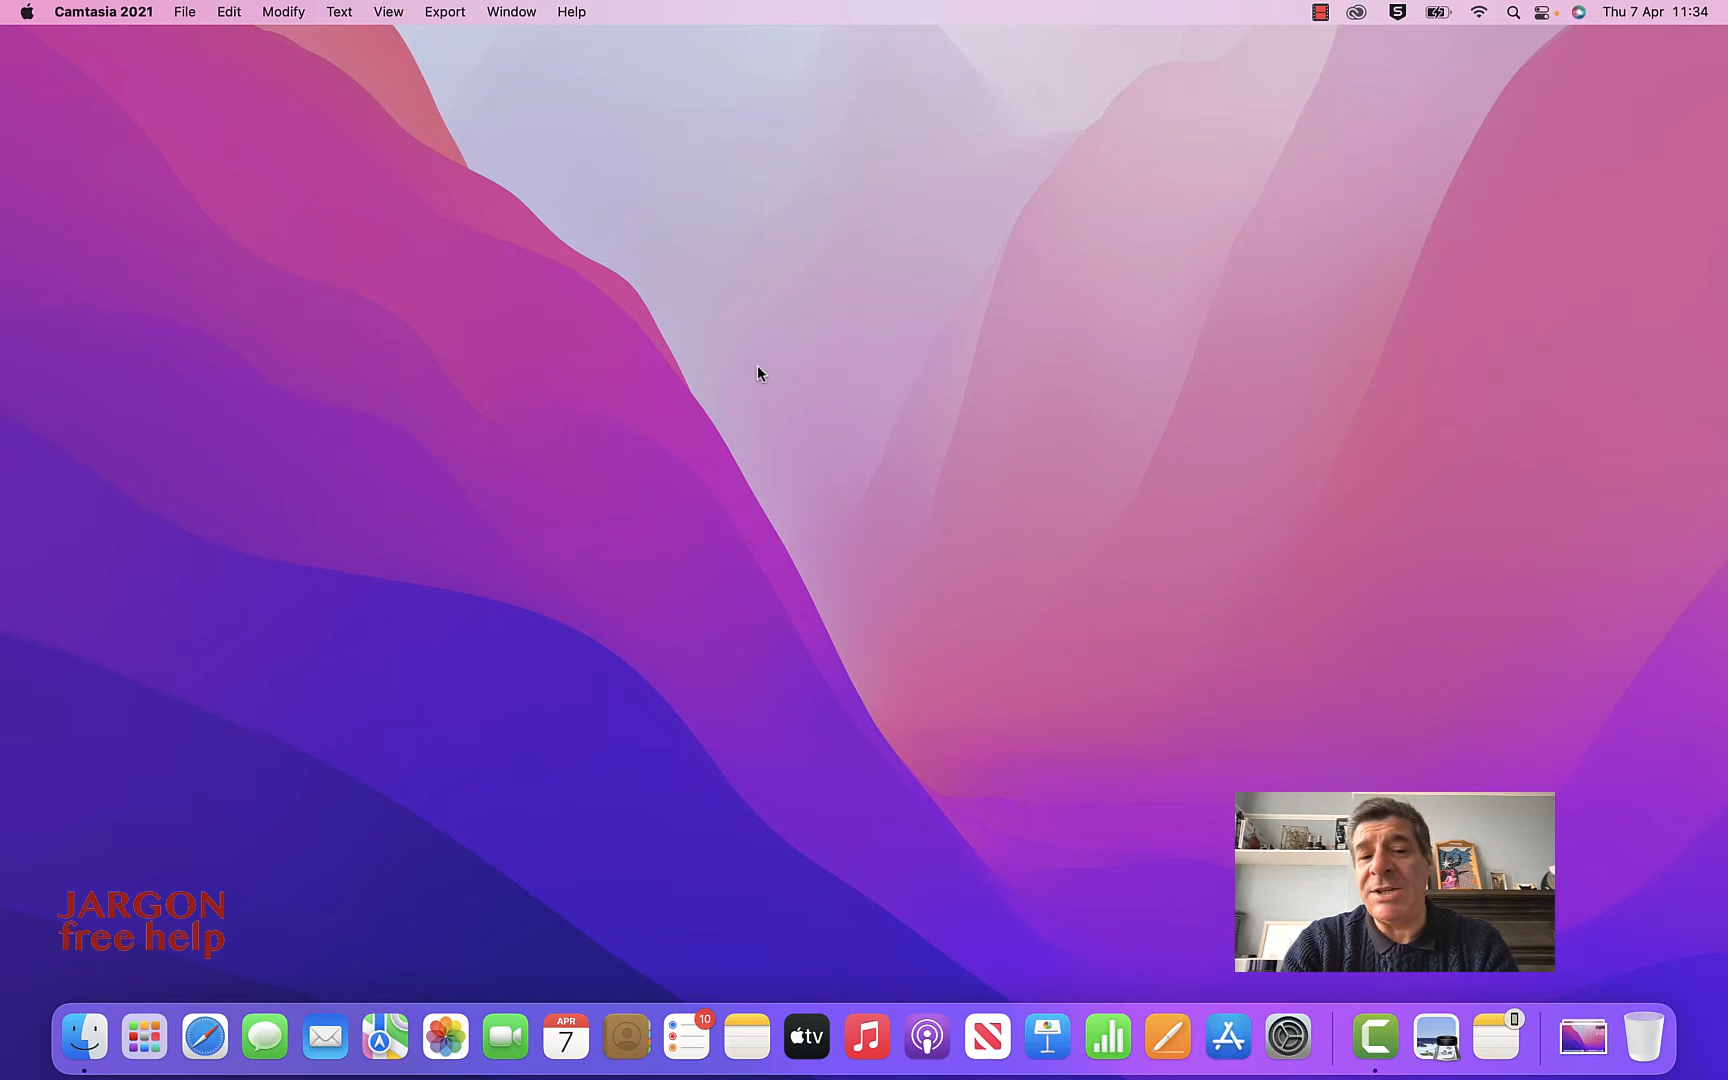 Camtasia 2021 File Edit Modify Text View Export Window Help Thu 7 Apr 11:34
JARGON
free help
APR
7
10
tv